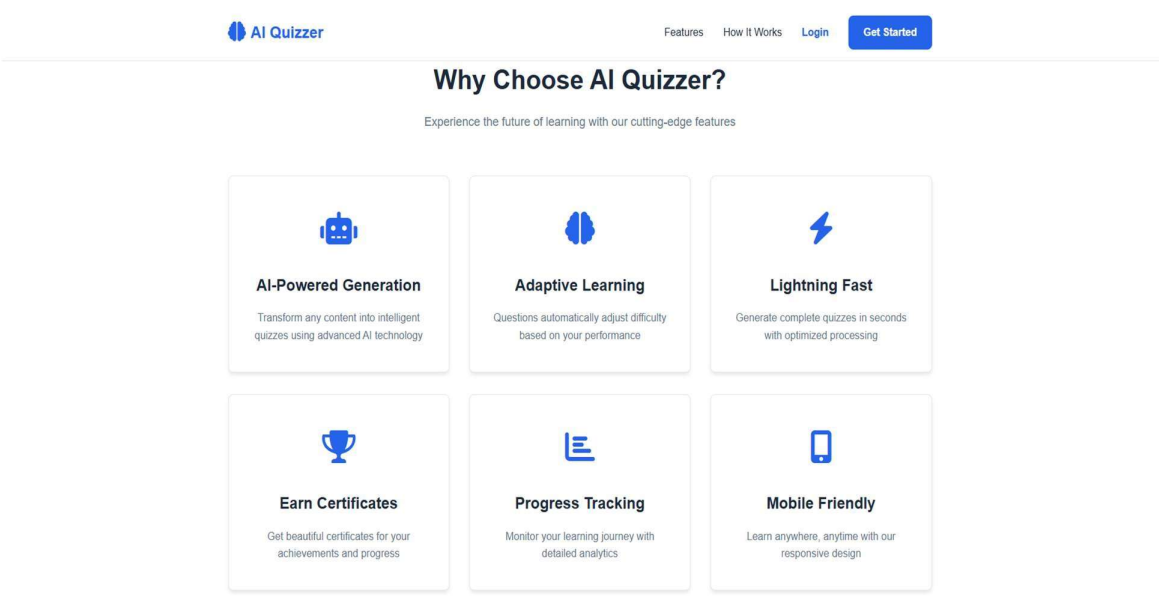 AI Quizzer
Features
How It Works
Login
Get Started
Why Choose AI Quizzer?
Experience the future of learning with our cutting-edge features
AI-Powered Generation
Transform any content into intelligent
quizzes using advanced AI technology
Adaptive Learning
Questions automatically adjust difficulty
based on your performance
Lightning Fast
Generate complete quizzes in seconds
with optimized processing
Earn Certificates
Get beautiful certificates for your
achievements and progress
Progress Tracking
Monitor your learning journey with
detailed analytics
Mobile Friendly
Learn anywhere, anytime with our
responsive design